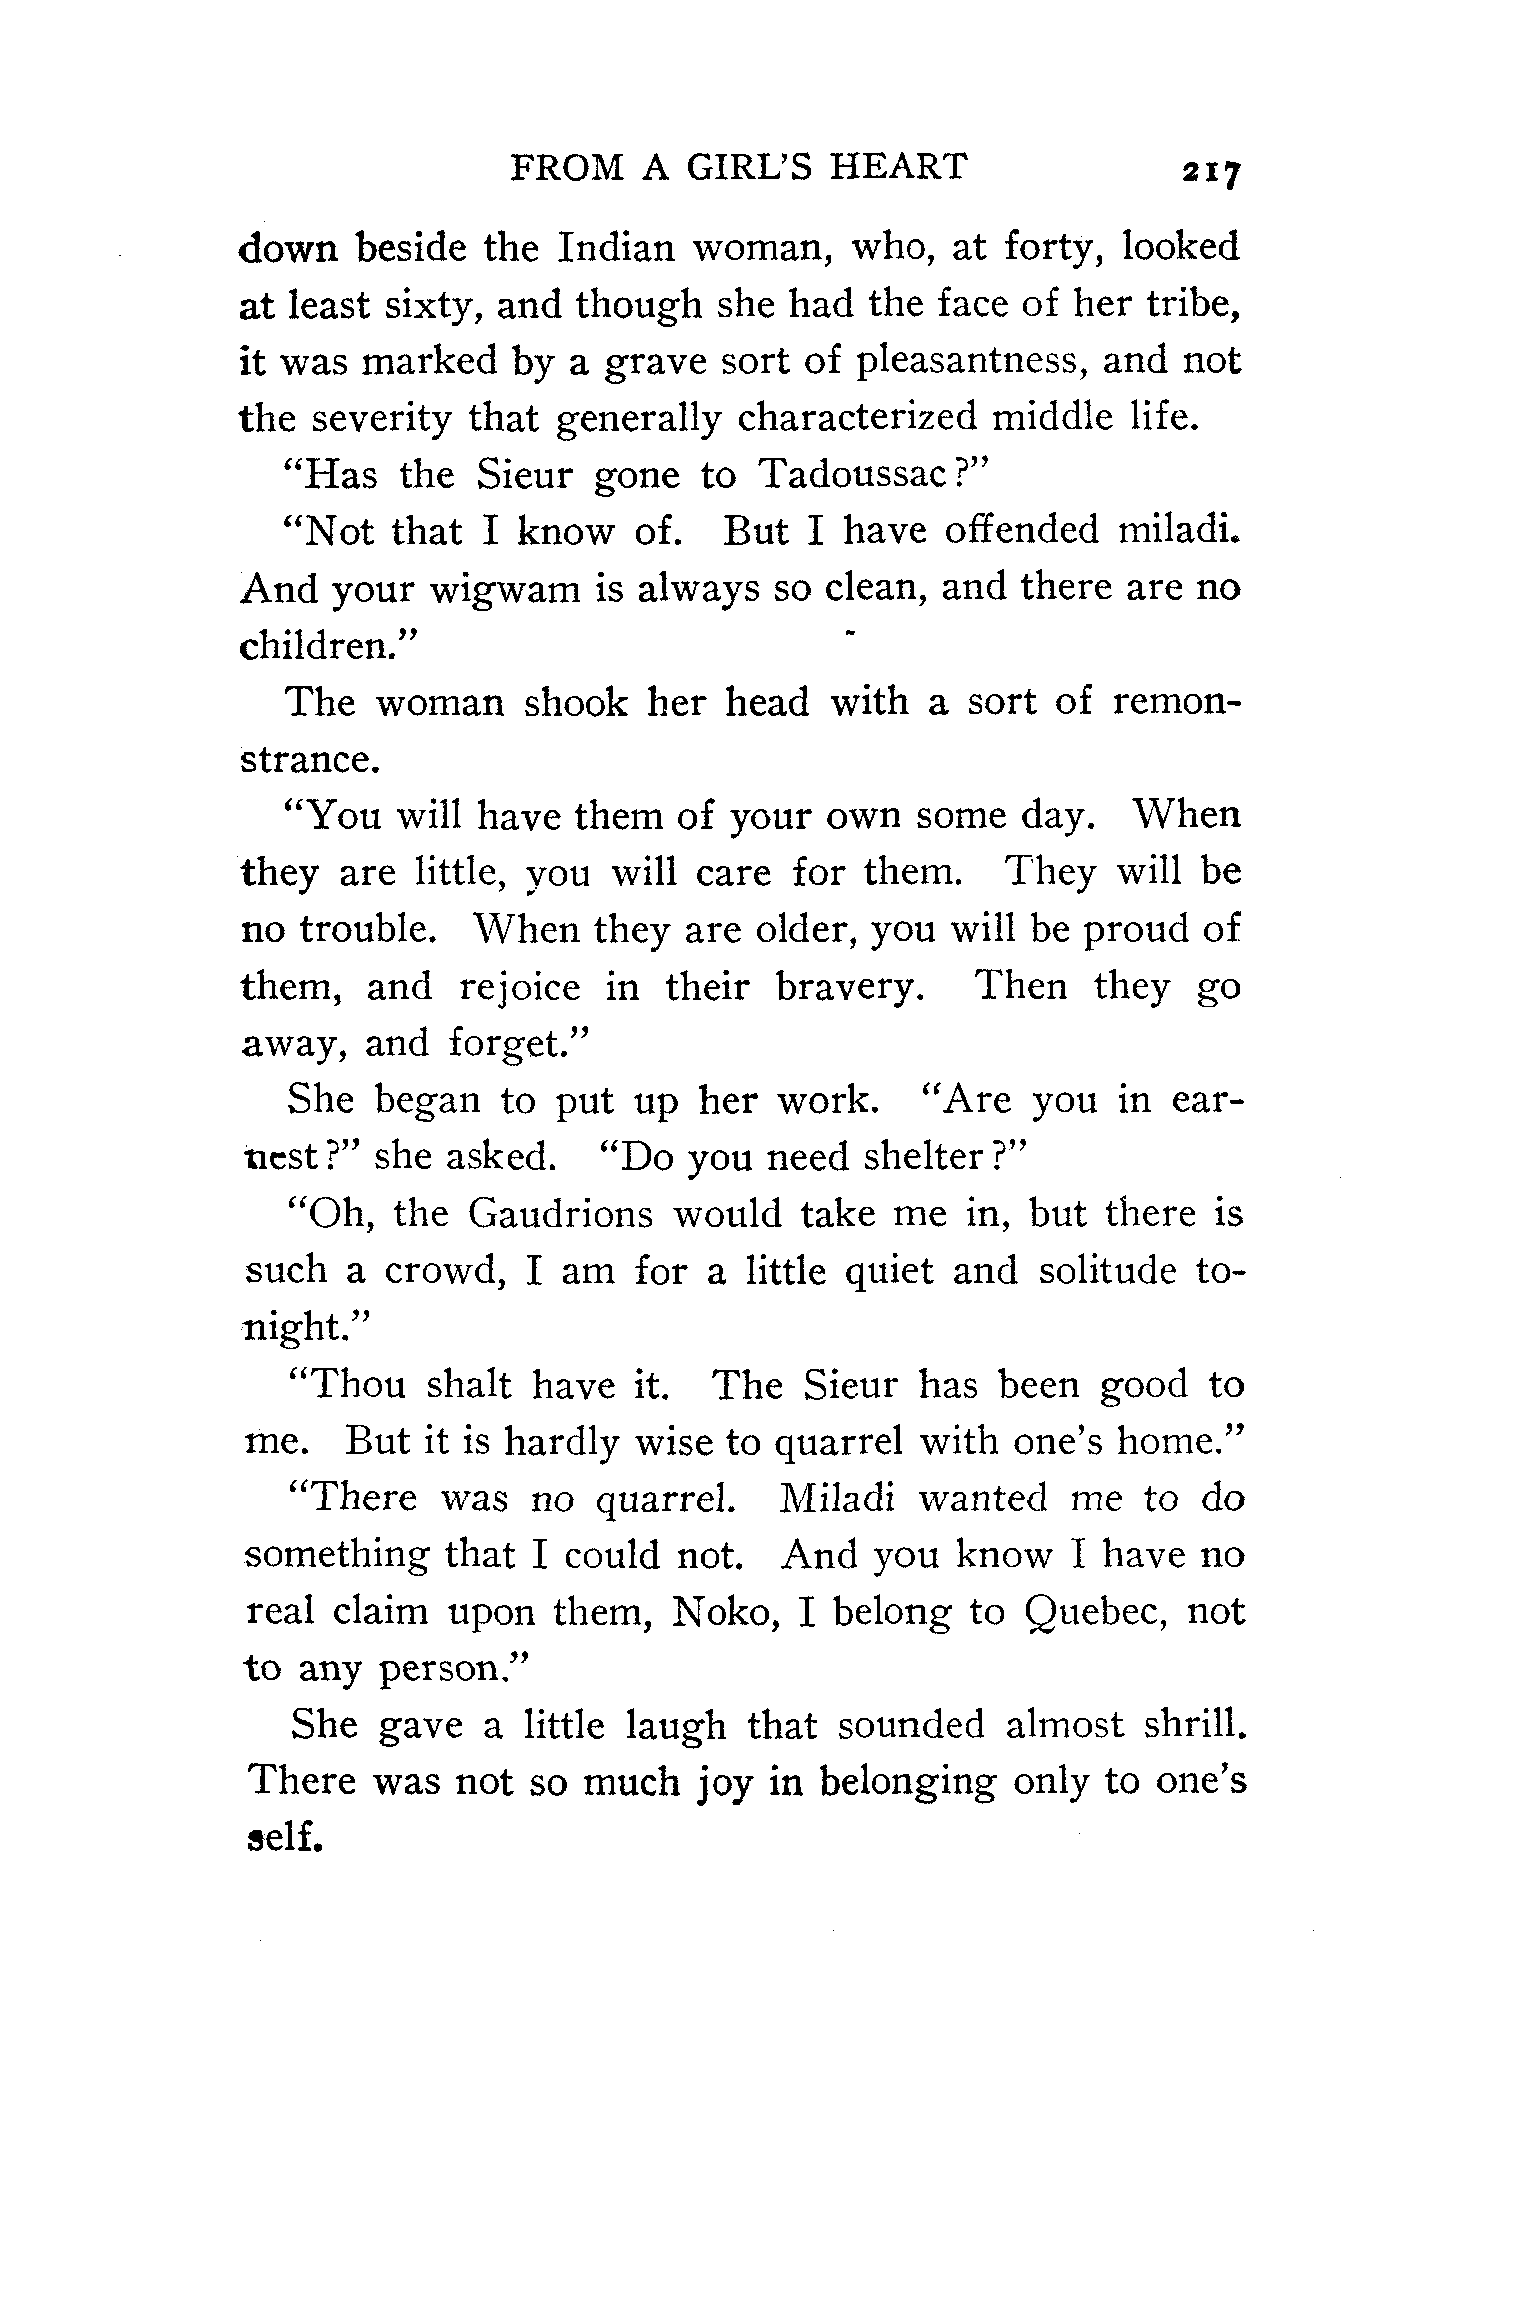 FROM A GIRL'S HEART 217
down beside the Indian woman, who, at forty, looked
at least sixty, and though she had the face of her tribe,
it was marked by a grave sort of pleasantness, and not
the severity that generally characterized middle life.
“Has the Sieur gone to Tadoussac?”
“Not that I know of. But I have offended miladi.
And your wigwam is always so clean, and there are no
children.”
The woman shook her head with a sort of remon-
strance.
“You will have them of your own some day. When
they are little, you will care for them. They will be
no trouble. When they are older, you will be proud of
them, and rejoice in their bravery. Then they go
away, and forget.”
She began to put up her work. “Are you in ear-
nest?” she asked. “Do you need shelter?”
“Oh, the Gaudrions would take me in, but there is
such a crowd, I am for a little quiet and solitude to-
night.”
“Thou shalt have it. The Sieur has been good to
me. But it is hardly wise to quarrel with one's home.”
“There was no quarrel. Miladi wanted me to do
something that I could not. And you know I have no
real claim upon them, Noko, I belong to Quebec, not
to any person.”
She gave a little laugh that sounded almost shrill.
There was not so much joy in belonging only to one's
self.